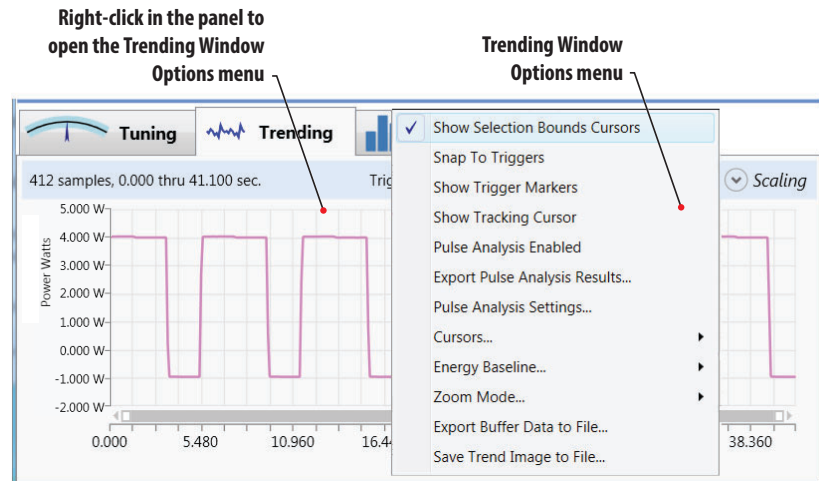 Right-click in the panel to
open the Trending Window
Options menu
Trending Window
Options menu
Tuning
Trending
412 samples, 0.000 thru 41.100 sec.
Trig
Scaling
Power Watts
5.000 W
4.000 W
3.000 W
2.000 W
1.000 W
0.000 W
-1.000 W
-2.000 W
0.000
5.480
10.960
16.4
38.360
Show Selection Bounds Cursors
Snap To Triggers
Show Trigger Markers
Show Tracking Cursor
Pulse Analysis Enabled
Export Pulse Analysis Results...
Pulse Analysis Settings...
Cursors...
Energy Baseline...
Zoom Mode...
Export Buffer Data to File...
Save Trend Image to File...